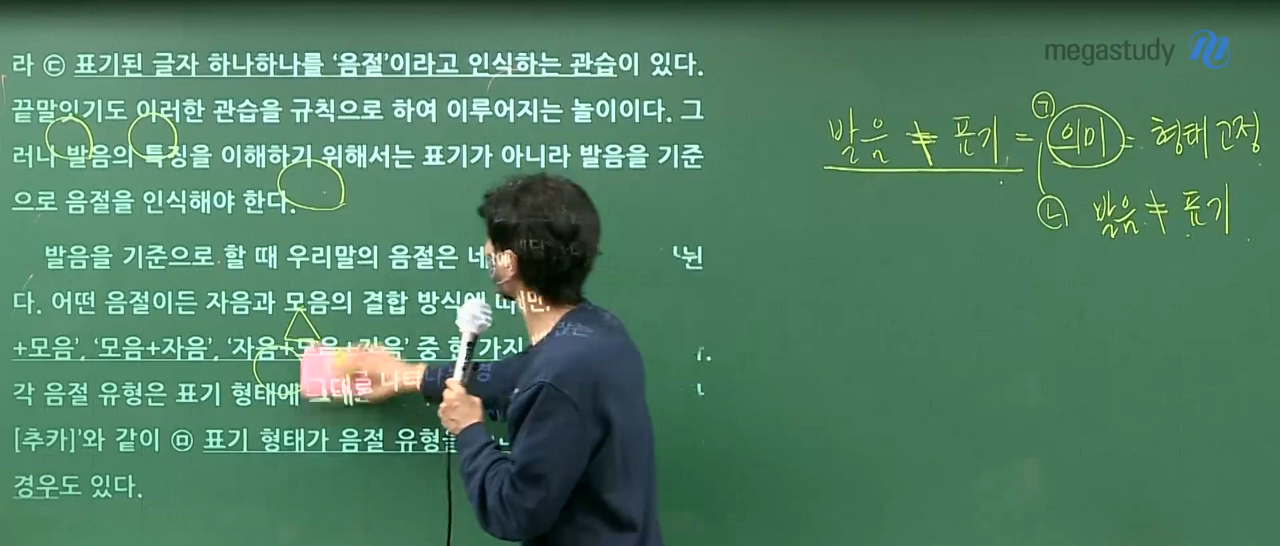 megastudy
라 ㉢ 표기된 글자 하나하나를 ‘음절’이라고 인식하는 관습이 있다.
끝말잇기도 이러한 관습을 규칙으로 하여 이루어지는 놀이이다. 그
러나 발음의 특징을 이해하기 위해서는 표기가 아니라 발음을 기준
으로 음절을 인식해야 한다.
발음을 기준으로 할 때 우리말의 음절은 네
다. 어떤 음절이든 자음과 모음의 결합 방식에
+모음’, ‘모음+자음’, ‘자음+모음+자음’ 중 한 가지
각 음절 유형은 표기 형태에 그대로 나타나는 경
[추카]’와 같이 ㉤ 표기 형태가 음절 유형을
경우도 있다.
발음 ≠ 표기 = 의미 = 형태 고정
㉠
㉡ 발음 ≠ 표기